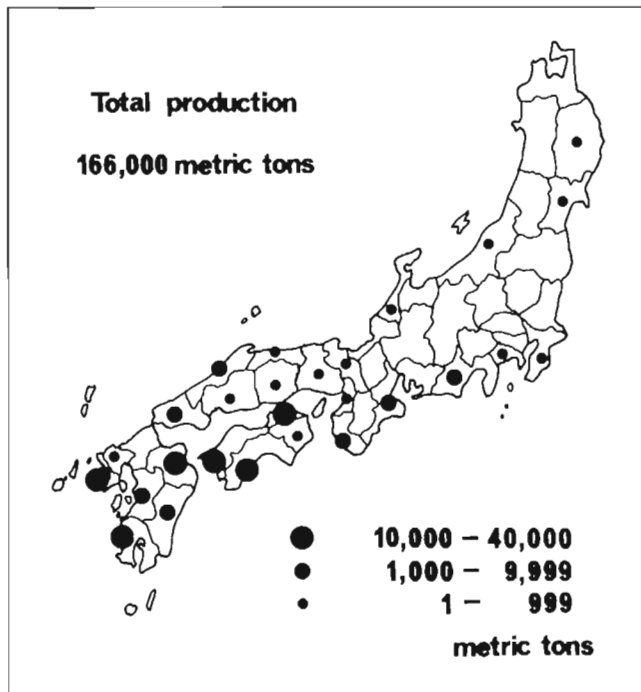 Total production
166,000 metric tons
10,000 – 40,000
1,000 – 9,999
1 – 999
metric tons